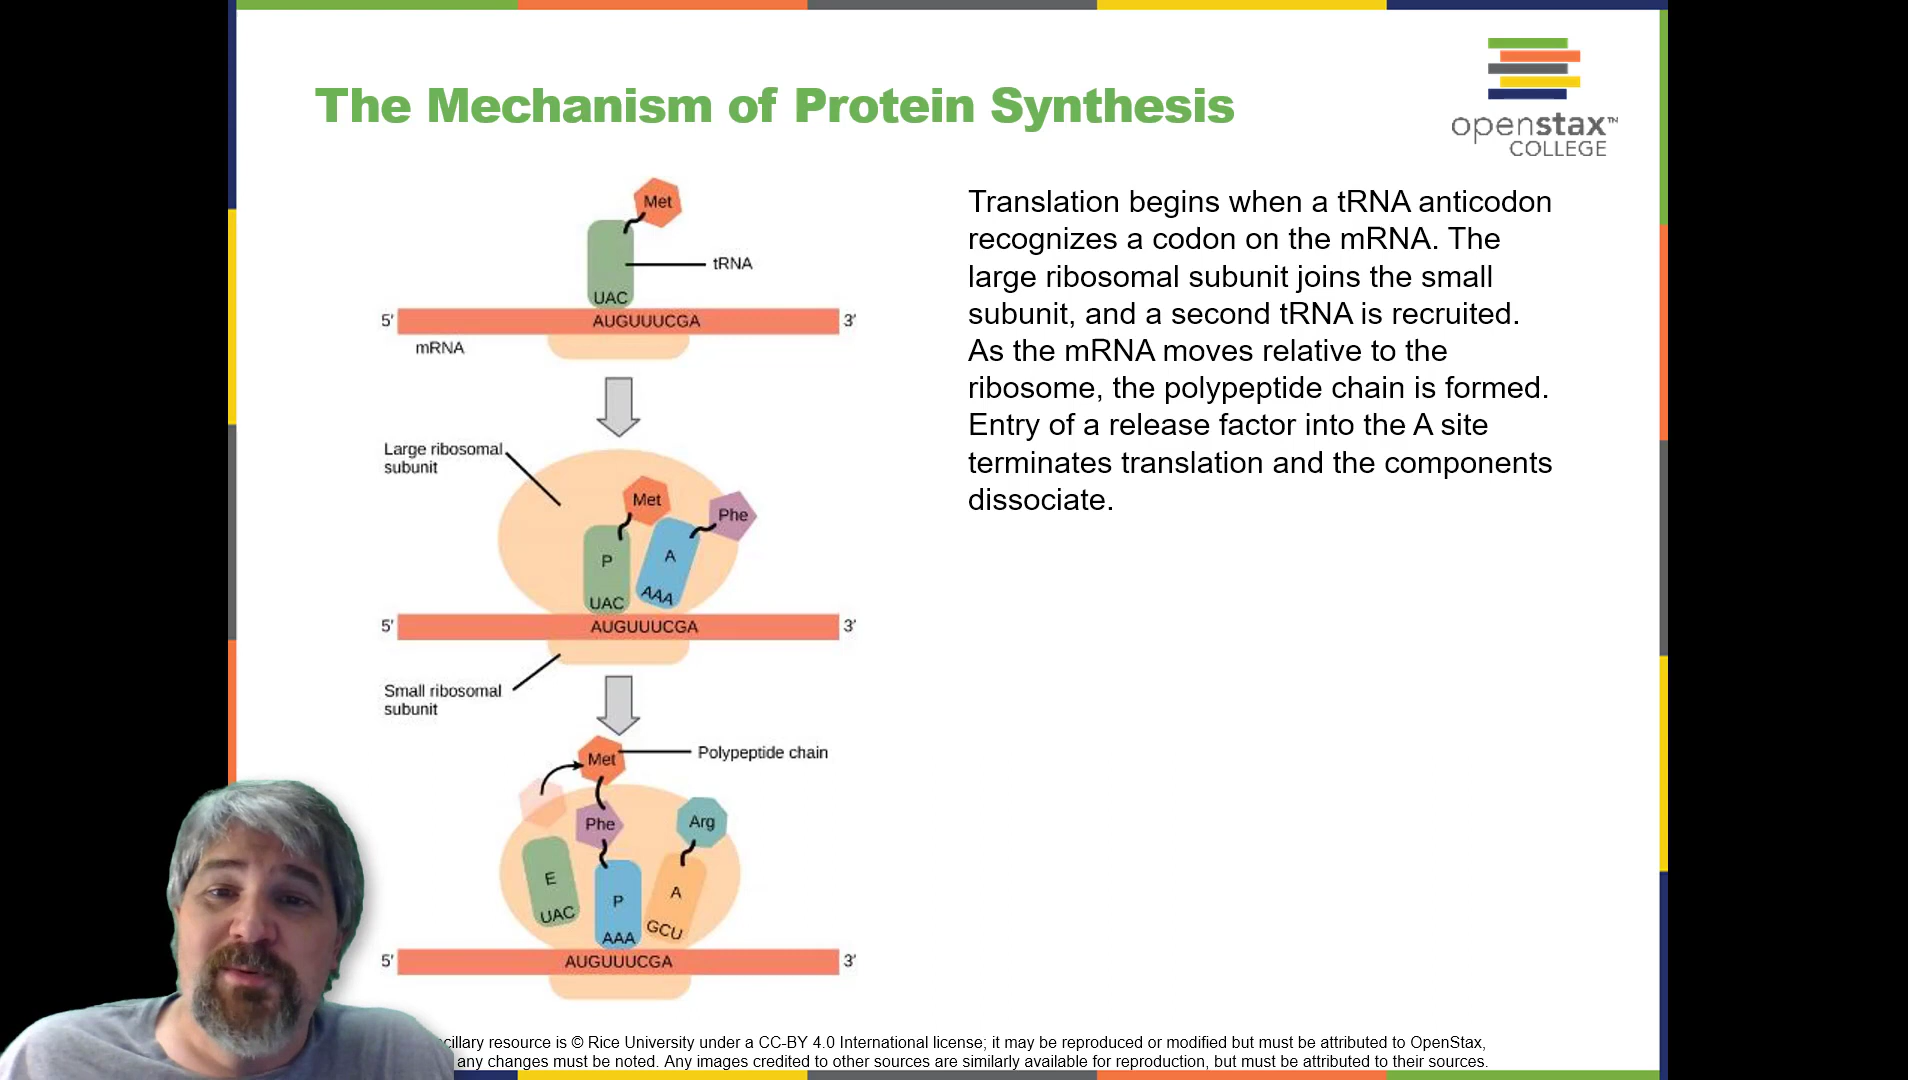 The Mechanism of Protein Synthesis
openstax™
COLLEGE
Met
tRNA
UAC
5' AUGUUUCGA 3'
mRNA
Large ribosomal
subunit
Met
Phe
P
A
UAC
AAA
5' AUGUUUCGA 3'
Small ribosomal
subunit
Met
Polypeptide chain
Phe
Arg
E
P
A
UAC
AAA
GCU
5' AUGUUUCGA 3'
Translation begins when a tRNA anticodon
recognizes a codon on the mRNA. The
large ribosomal subunit joins the small
subunit, and a second tRNA is recruited.
As the mRNA moves relative to the
ribosome, the polypeptide chain is formed.
Entry of a release factor into the A site
terminates translation and the components
dissociate.
resource is © Rice University under a CC-BY 4.0 International license; it may be reproduced or modified but must be attributed to OpenStax,
any changes must be noted. Any images credited to other sources are similarly available for reproduction, but must be attributed to their sources.